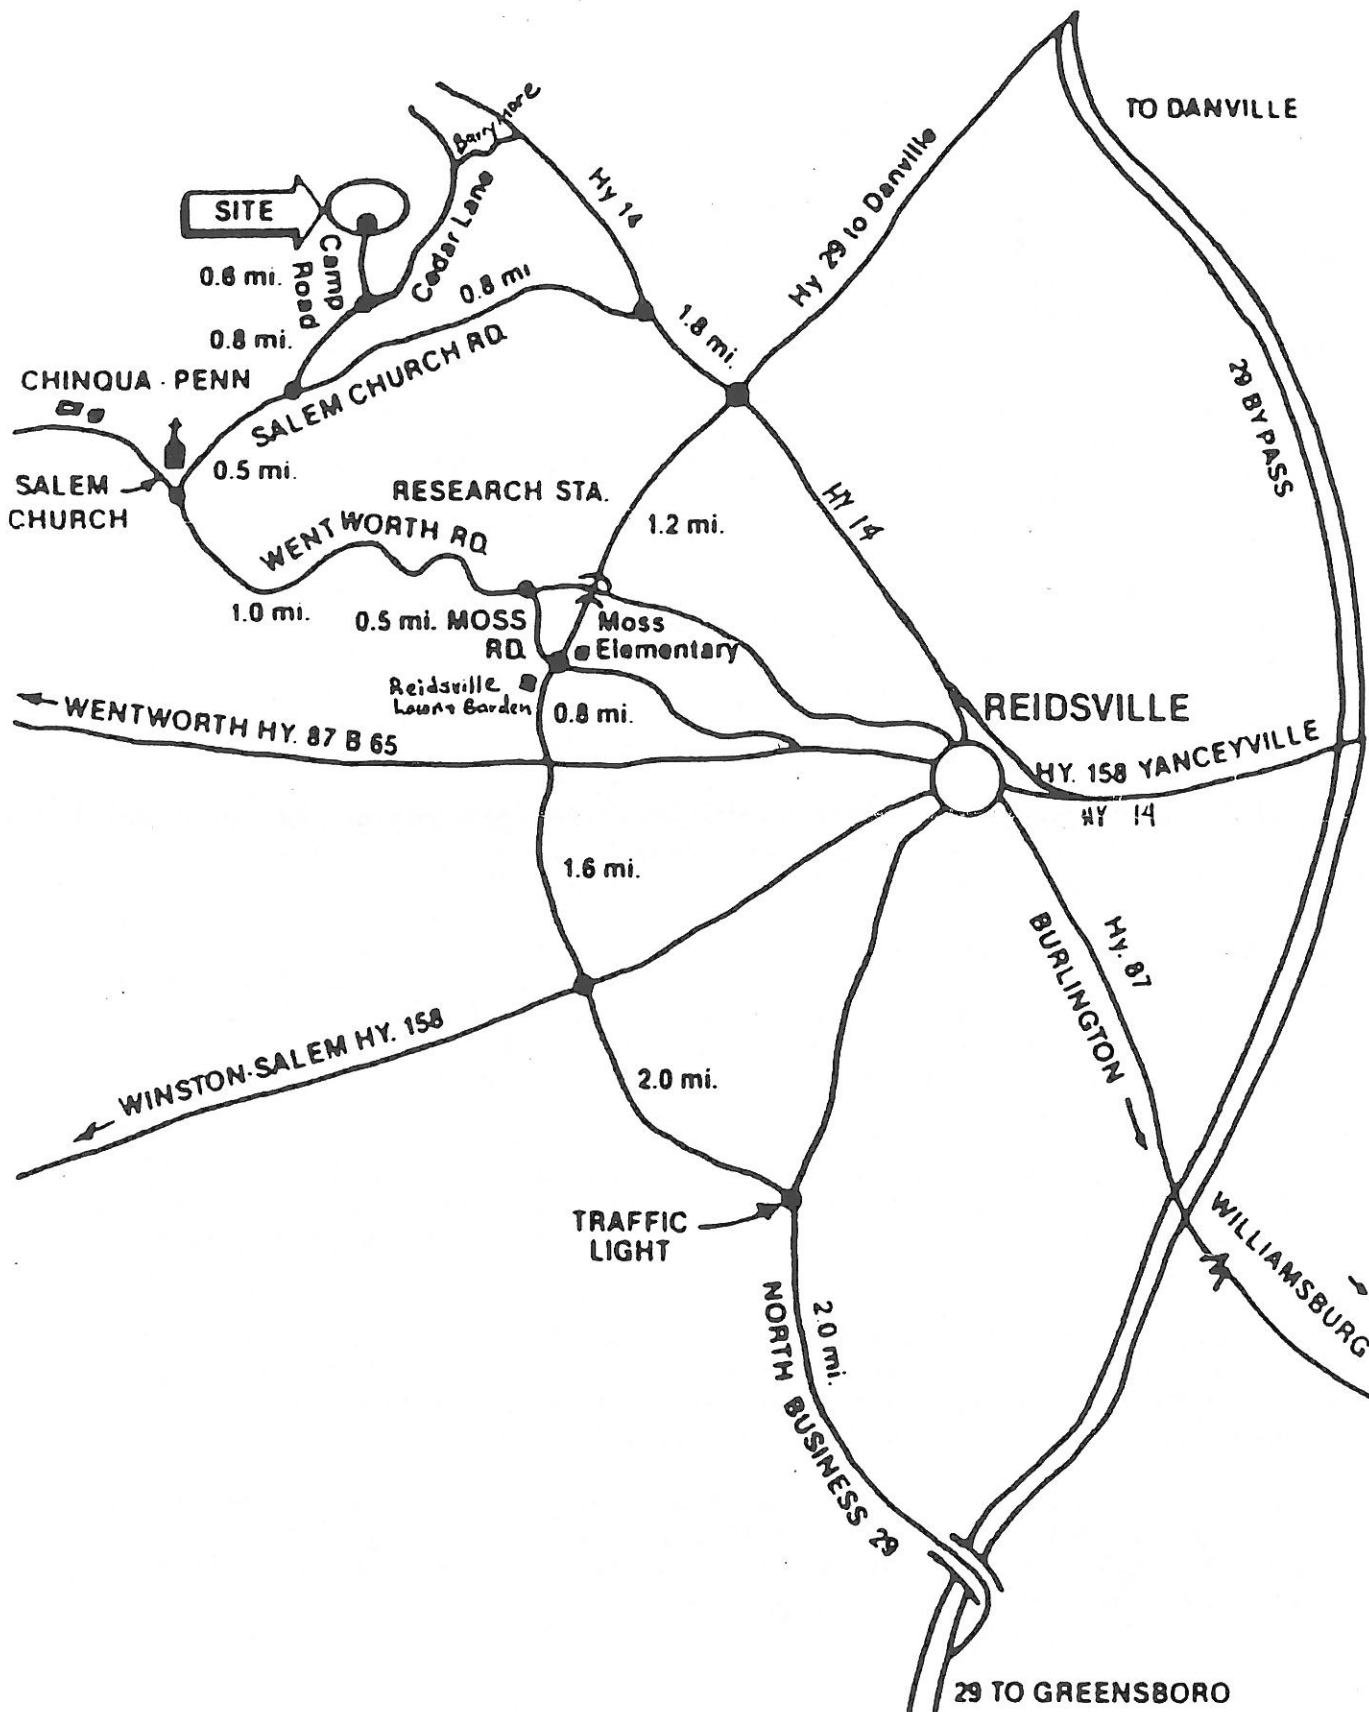 TO DANVILLE
Barry More
Hy 14
Hy 29 to Danville
SITE
Cedar Lane
Camp
Road
0.6 mi.
0.8 mi
0.8 mi.
1.8 mi.
CHINQUA-PENN
SALEM CHURCH RD.
29 BYPASS
0.5 mi.
SALEM
CHURCH
RESEARCH STA.
HY 14
1.2 mi.
WENTWORTH RD.
1.0 mi.
0.5 mi. MOSS
RD.
Moss
Elementary
Reidsville
Lawn & Garden
0.8 mi.
REIDSVILLE
WENTWORTH HY. 87 B 65
HY. 158 YANCEYVILLE
HY 14
1.6 mi.
Hy. 87
BURLINGTON
WINSTON-SALEM HY. 158
2.0 mi.
TRAFFIC
LIGHT
WILLIAMSBURG
2.0 mi.
NORTH BUSINESS 29
29 TO GREENSBORO